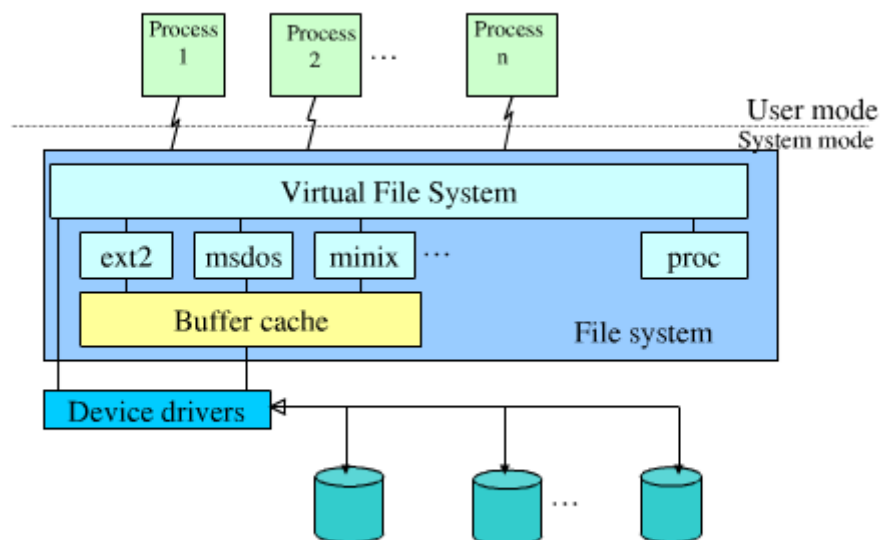 Process
1
Process
2
...
Process
n
User mode
System mode
Virtual File System
ext2
msdos
minix
...
proc
Buffer cache
File system
Device drivers
...